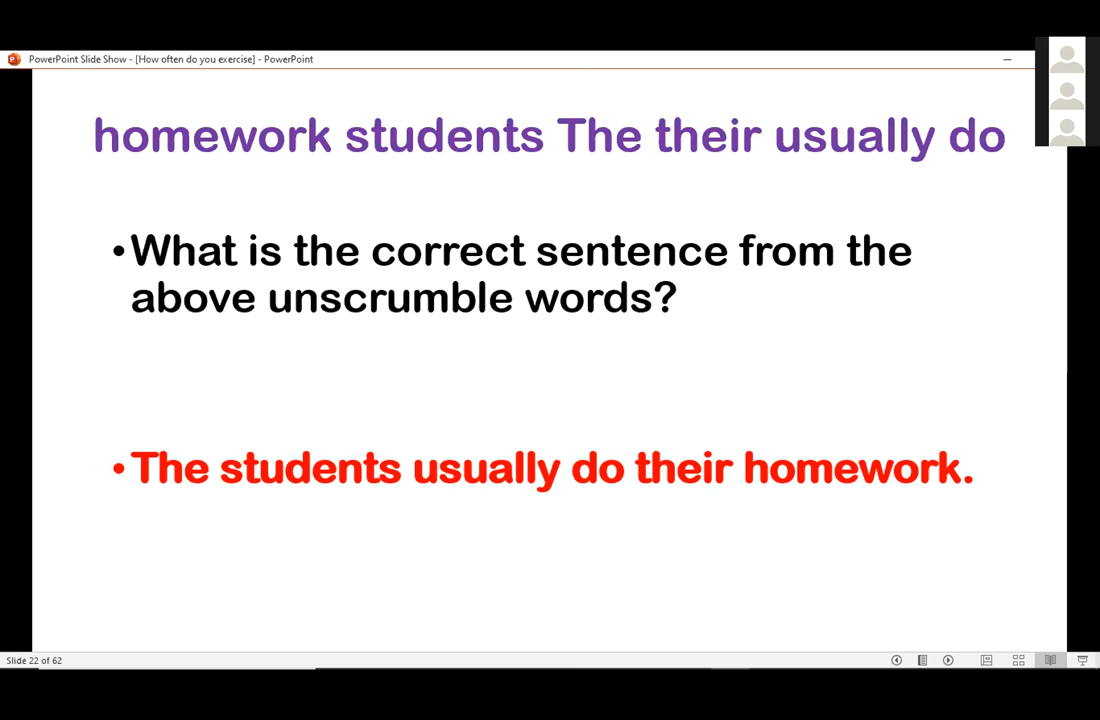 PowerPoint Slide Show - [How often do you exercise] - PowerPoint
homework students The their usually do
•What is the correct sentence from the
above unscrumble words?
•The students usually do their homework.
Slide 22 of 62